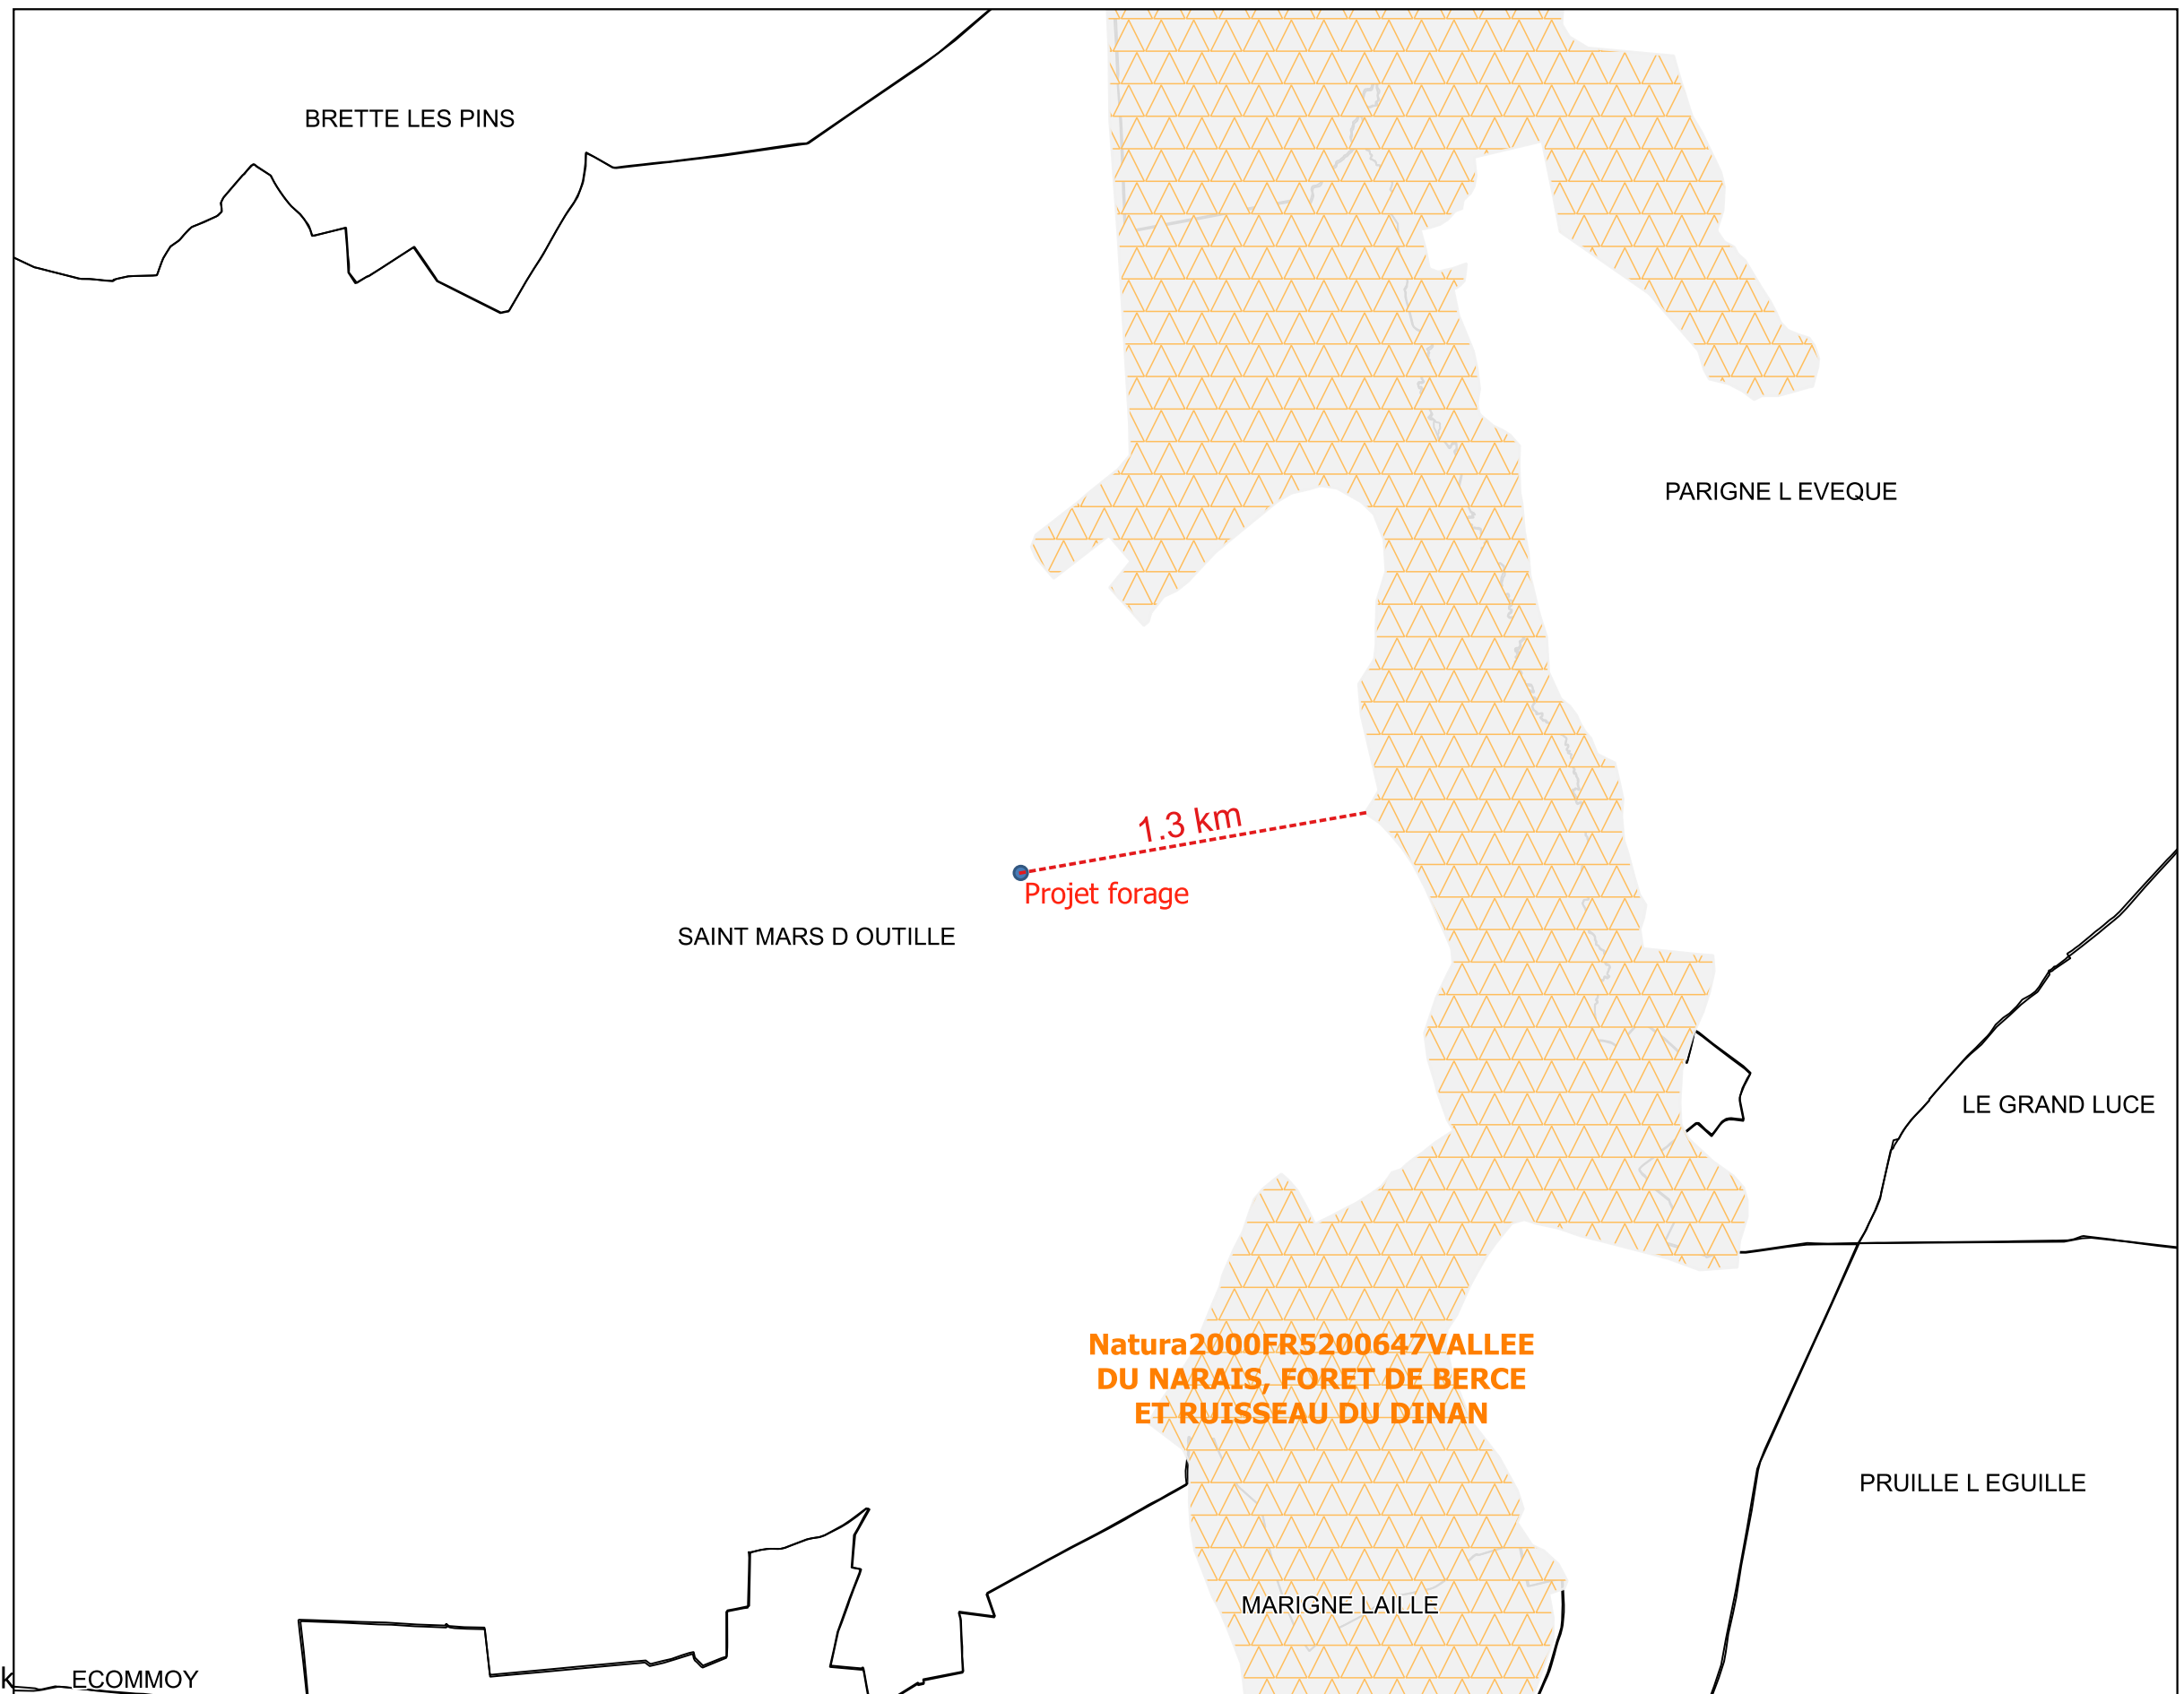 BRETTE LES PINS
PARIGNE L EVEQUE
1.3 km
Projet forage
SAINT MARS D OUTILLE
LE GRAND LUCE
Natura2000FR5200647VALLEE
DU NARAIS, FORET DE BERCE
ET RUISSEAU DU DINAN
PRUILLE L EGUILLE
MARIGNE LAILLE
ECOMMOY